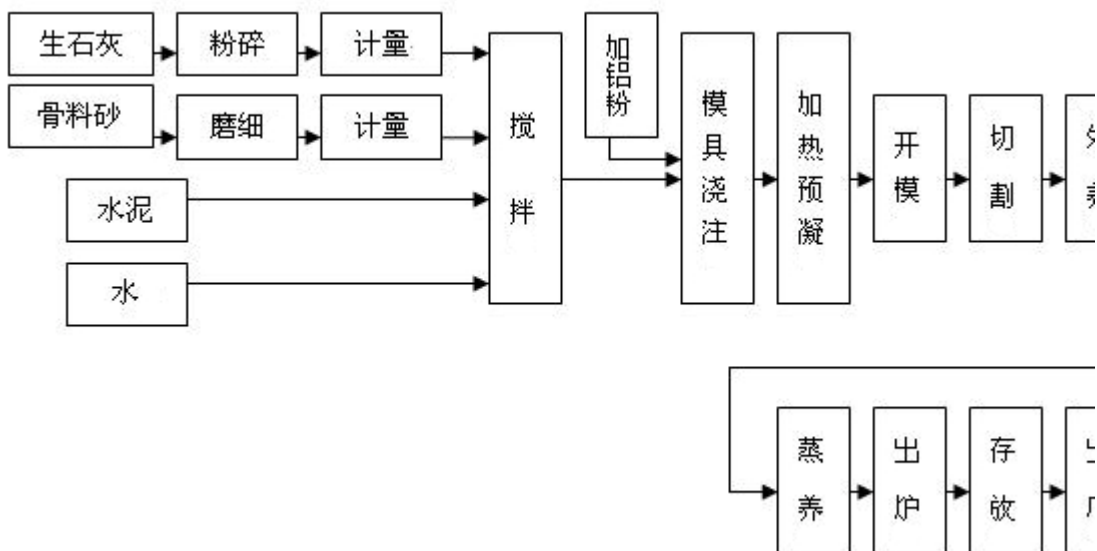 生石灰
粉碎
计量
骨料砂
磨细
计量
水泥
水
搅拌
加铝粉
模具浇注
加热预凝
开模
切割
蒸养
出炉
存放